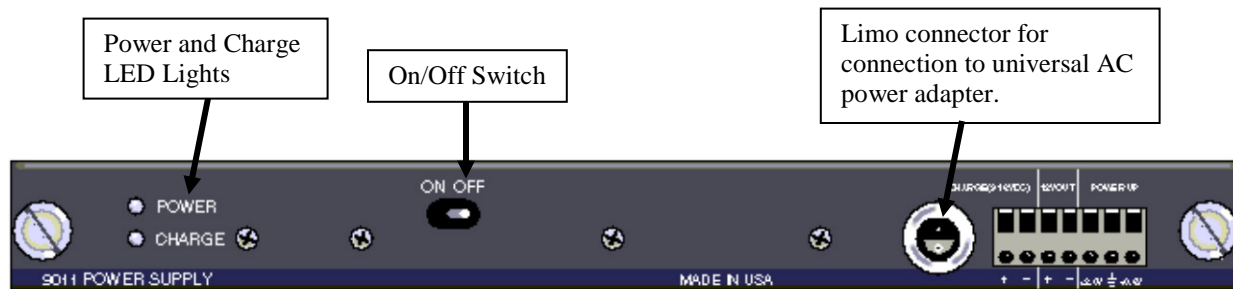 Power and Charge
LED Lights
On/Off Switch
Limo connector for
connection to universal AC
power adapter.
ON OFF
POWER
CHARGE
12VOUT
POWER UP
9011 POWER SUPPLY
MADE IN USA
+ - + -